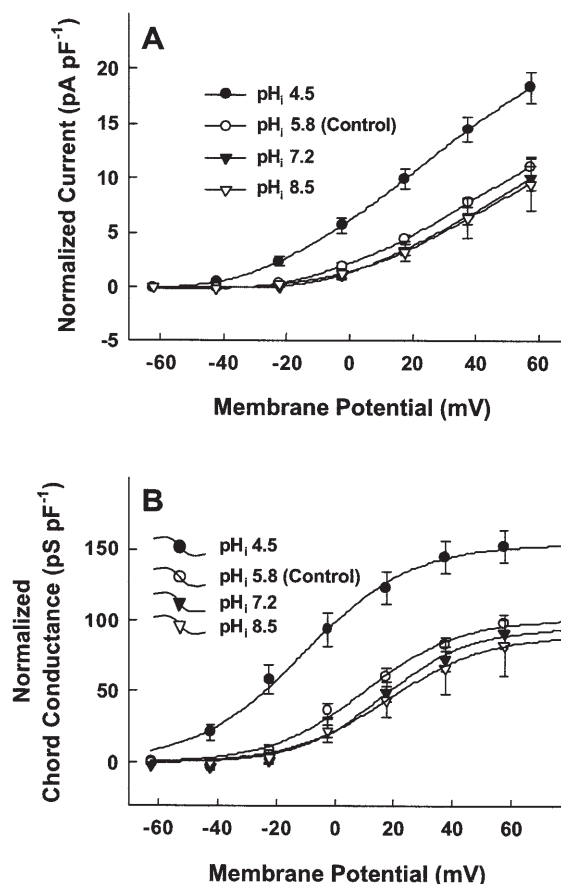 A
Normalized Current (pA pF⁻¹)
20
15
10
5
0
-5
pHᵢ 4.5
pHᵢ 5.8 (Control)
pHᵢ 7.2
pHᵢ 8.5
-60 -40 -20 0 20 40 60
Membrane Potential (mV)
B
Normalized
Chord Conductance (pS pF⁻¹)
150
100
50
0
pHᵢ 4.5
pHᵢ 5.8 (Control)
pHᵢ 7.2
pHᵢ 8.5
-60 -40 -20 0 20 40 60
Membrane Potential (mV)